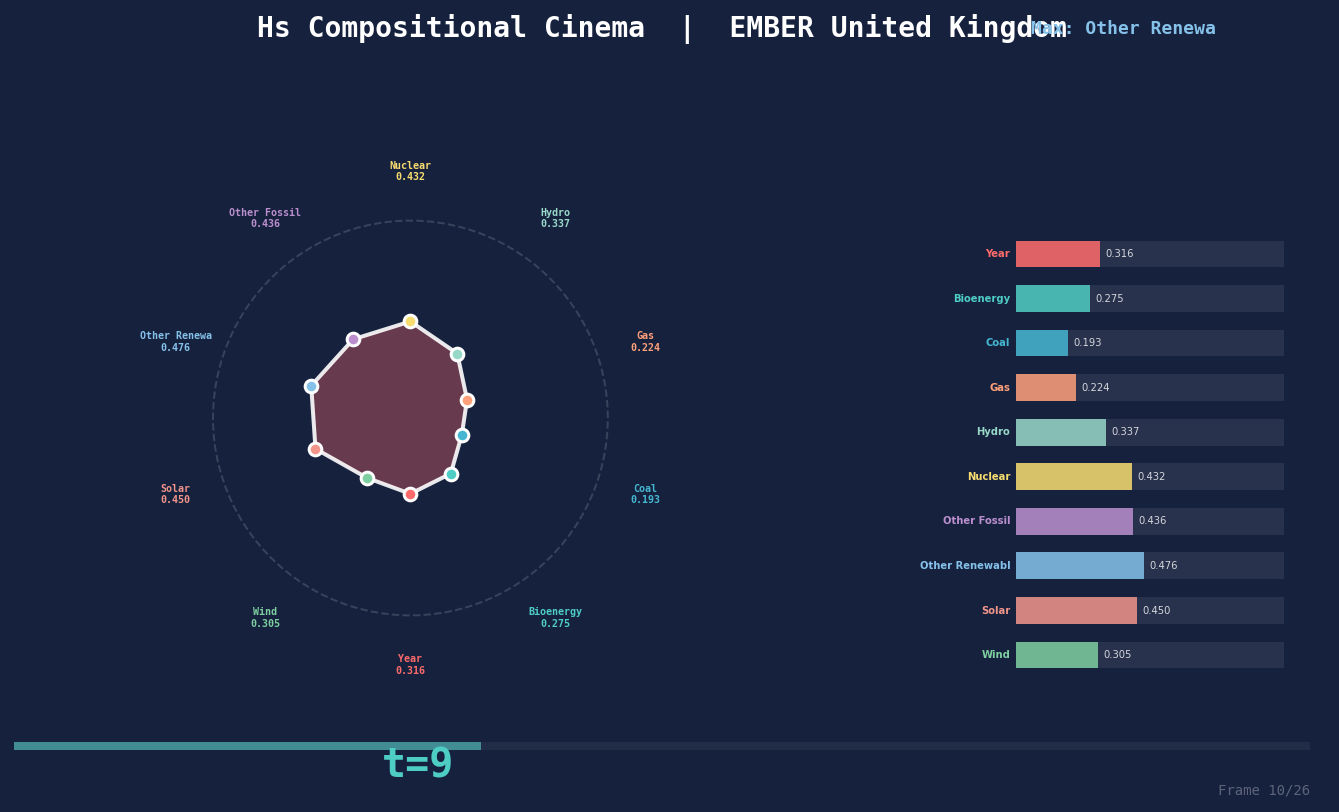 Hs Compositional Cinema | EMBER United Kingdom
Max: Other Renewa
Nuclear
0.432
Other Fossil
0.436
Hydro
0.337
Other Renewa
0.476
Gas
0.224
Solar
0.450
Coal
0.193
Wind
0.305
Bioenergy
0.275
Year
0.316
Year 0.316
Bioenergy 0.275
Coal 0.193
Gas 0.224
Hydro 0.337
Nuclear 0.432
Other Fossil 0.436
Other Renewabl 0.476
Solar 0.450
Wind 0.305
t=9
Frame 10/26